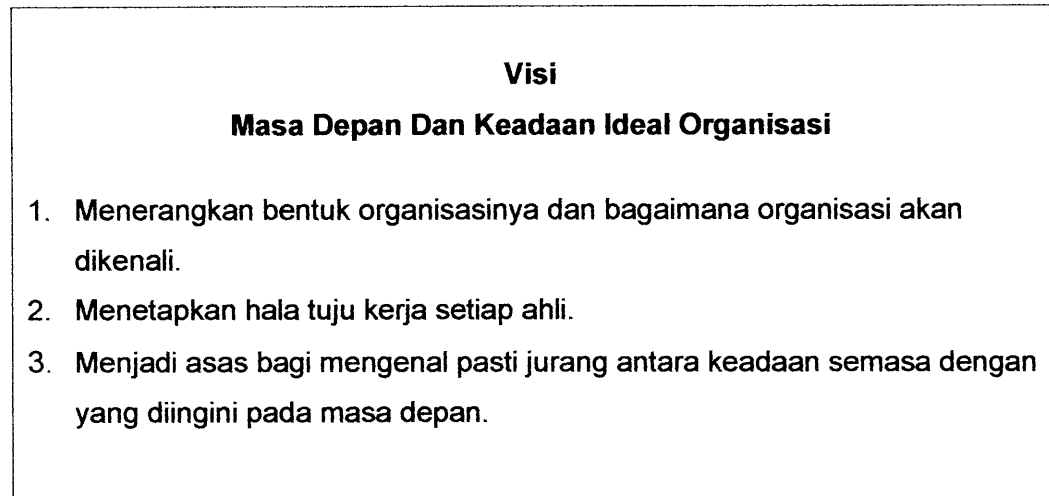 Visi
Masa Depan Dan Keadaan Ideal Organisasi
1. Menerangkan bentuk organisasinya dan bagaimana organisasi akan
dikenali.
2. Menetapkan hala tuju kerja setiap ahli.
3. Menjadi asas bagi mengenal pasti jurang antara keadaan semasa dengan
yang diingini pada masa depan.